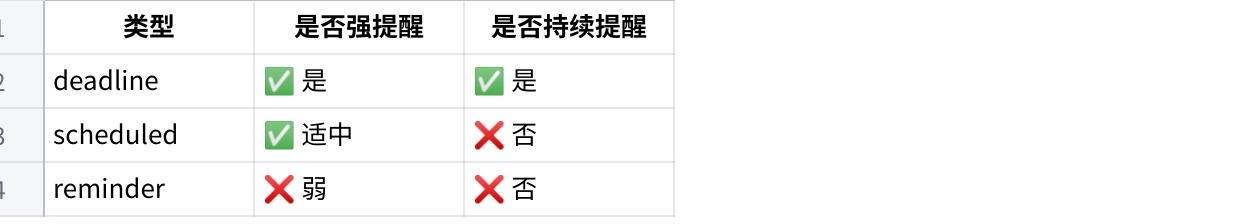 类型 是否强提醒 是否持续提醒
deadline ✅ 是 ✅ 是
scheduled ✅ 适中 ❌ 否
reminder ❌ 弱 ❌ 否